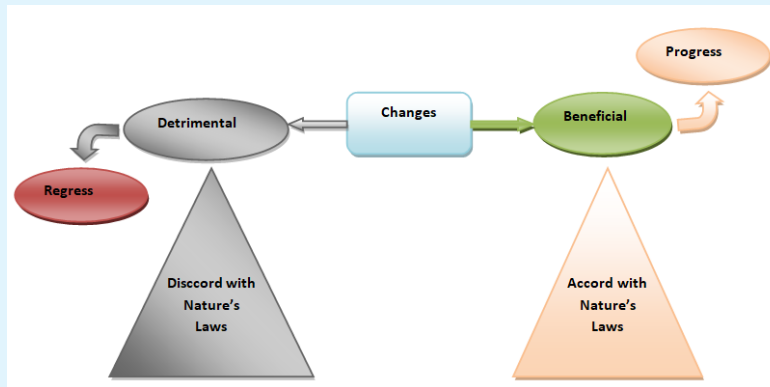 Progress
Detrimental
Changes
Beneficial
Regress
Disccord with
Nature's
Laws
Accord with
Nature's
Laws